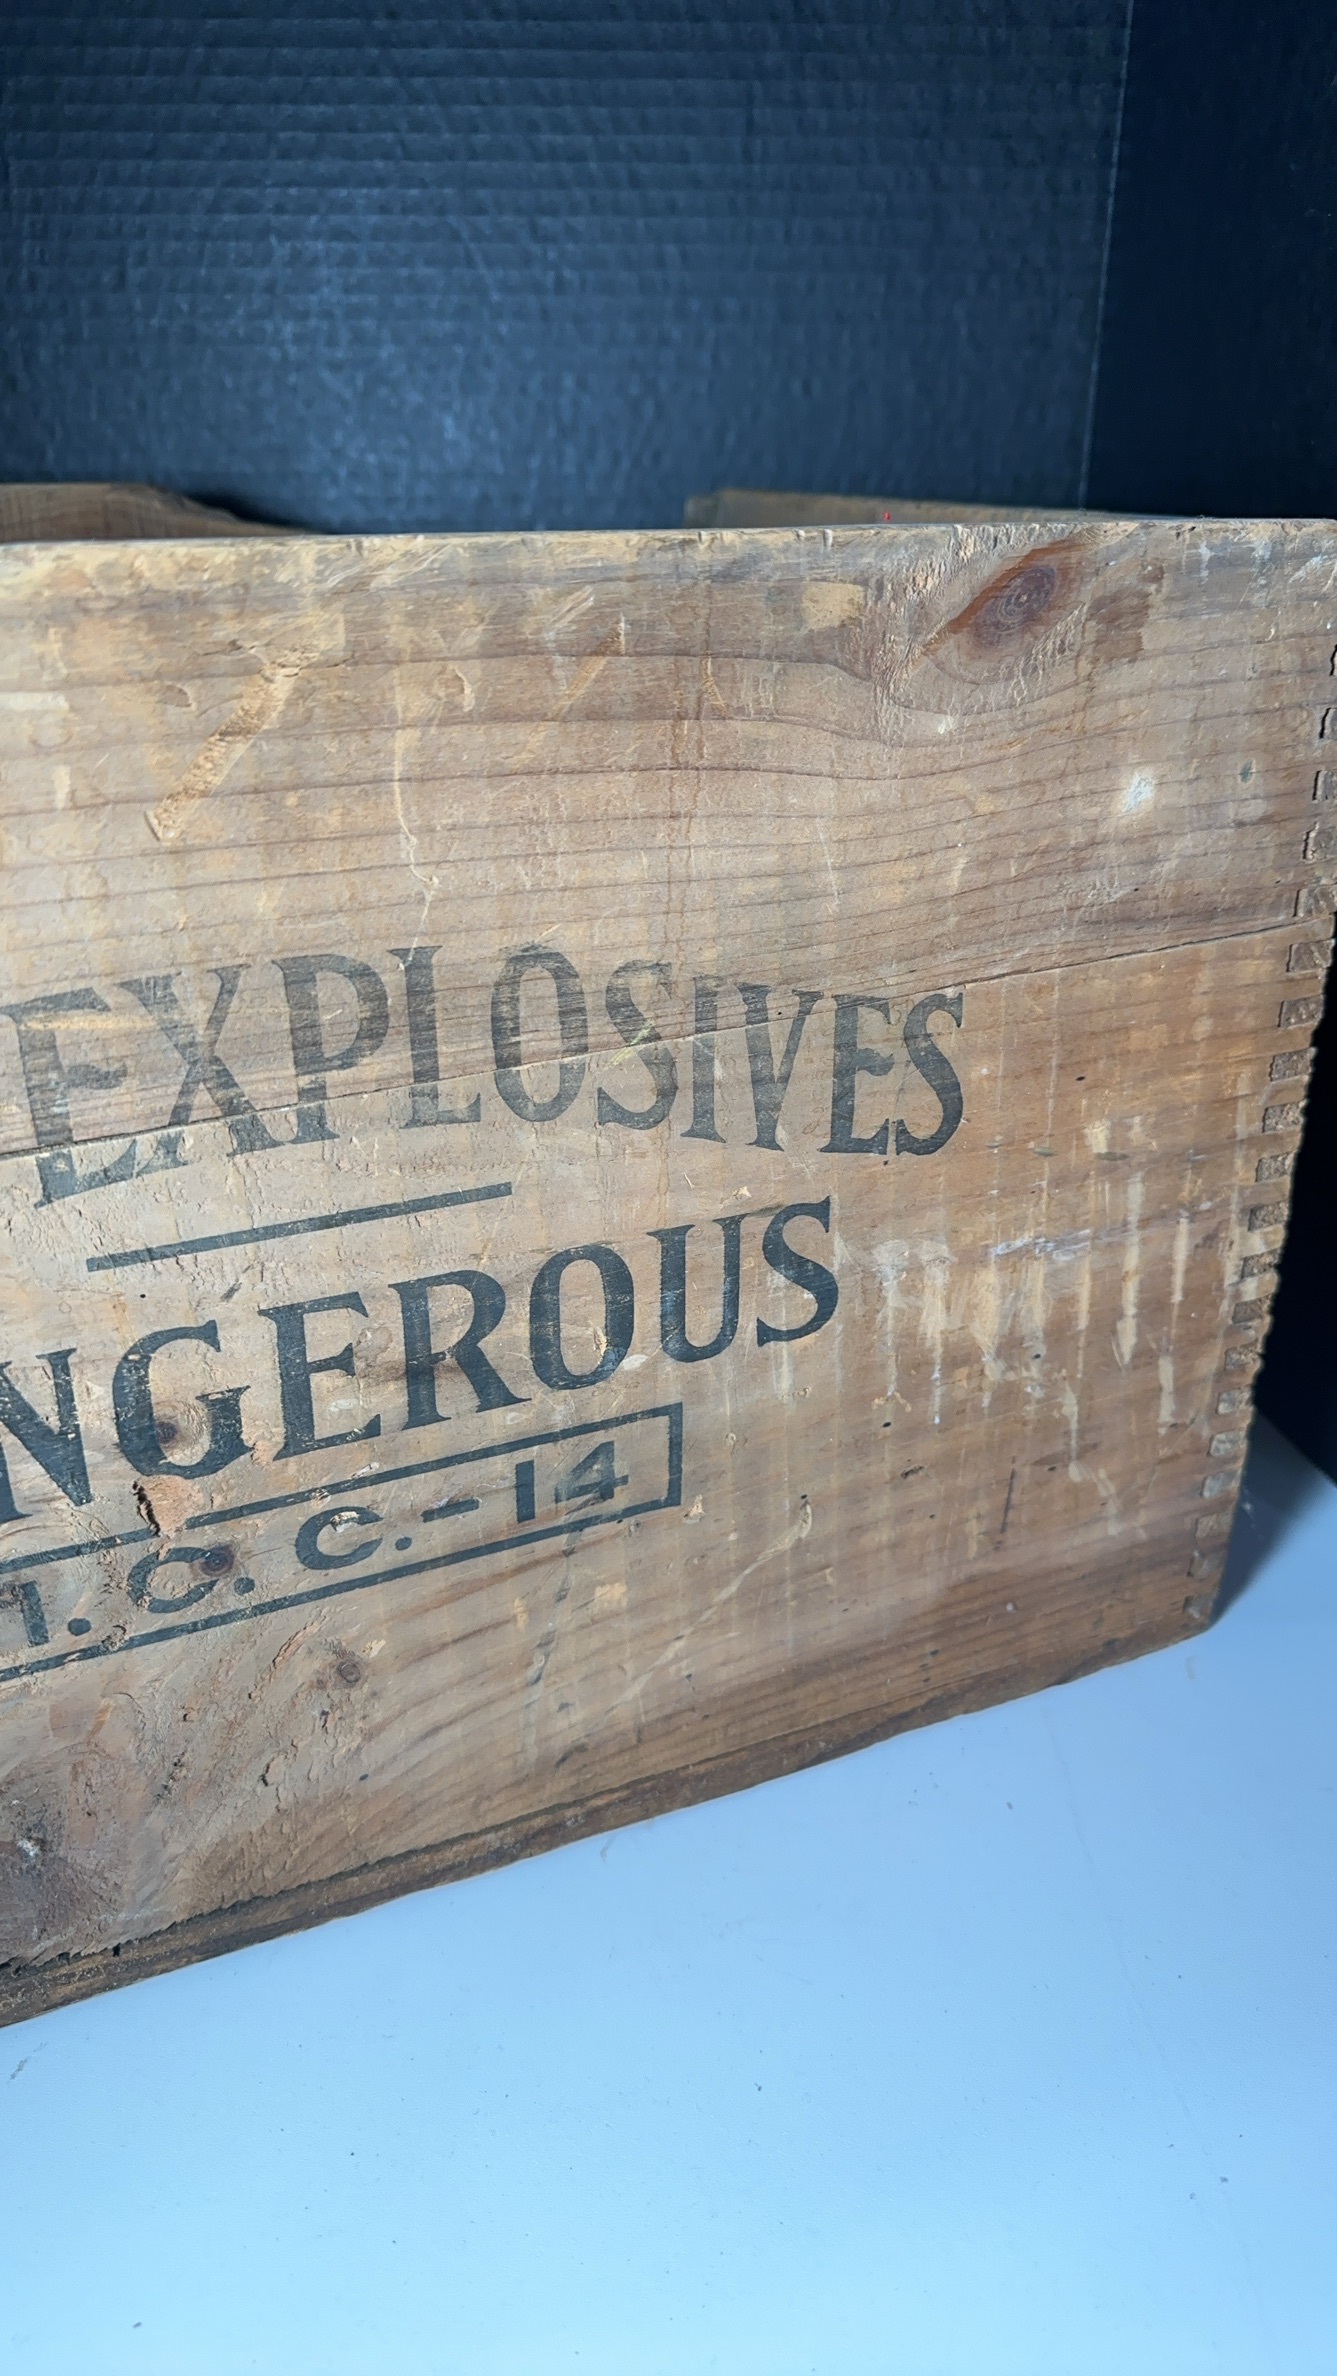 EXPLOSIVES
NGEROUS
I. C. C.-14